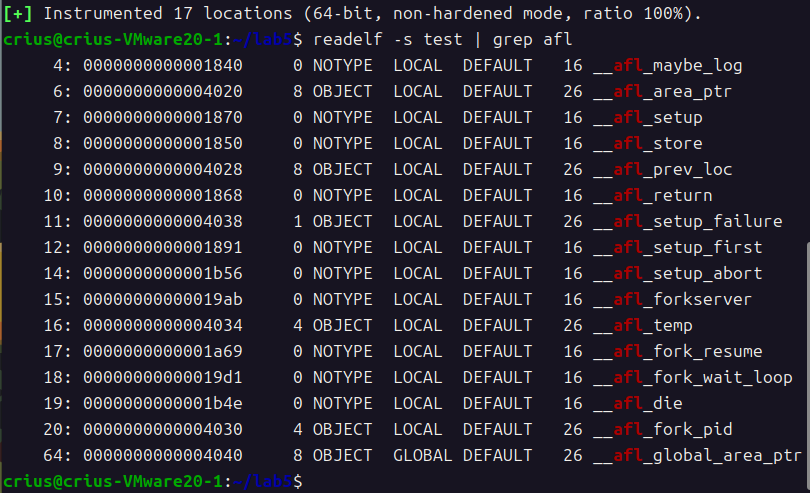 [+] Instrumented 17 locations (64-bit, non-hardened mode, ratio 100%).
crius@crius-VMware20-1:~/lab5$ readelf -s test | grep afl
4: 0000000000001840 0 NOTYPE LOCAL DEFAULT 16 __afl_maybe_log
6: 0000000000004020 8 OBJECT LOCAL DEFAULT 26 __afl_area_ptr
7: 0000000000001870 0 NOTYPE LOCAL DEFAULT 16 __afl_setup
8: 0000000000001850 0 NOTYPE LOCAL DEFAULT 16 __afl_store
9: 0000000000004028 8 OBJECT LOCAL DEFAULT 26 __afl_prev_loc
10: 0000000000001868 0 NOTYPE LOCAL DEFAULT 16 __afl_return
11: 0000000000004038 1 OBJECT LOCAL DEFAULT 26 __afl_setup_failure
12: 0000000000001891 0 NOTYPE LOCAL DEFAULT 16 __afl_setup_first
14: 0000000000001b56 0 NOTYPE LOCAL DEFAULT 16 __afl_setup_abort
15: 00000000000019ab 0 NOTYPE LOCAL DEFAULT 16 __afl_forkserver
16: 0000000000004034 4 OBJECT LOCAL DEFAULT 26 __afl_temp
17: 0000000000001a69 0 NOTYPE LOCAL DEFAULT 16 __afl_fork_resume
18: 00000000000019d1 0 NOTYPE LOCAL DEFAULT 16 __afl_fork_wait_loop
19: 0000000000001b4e 0 NOTYPE LOCAL DEFAULT 16 __afl_die
20: 0000000000004030 4 OBJECT LOCAL DEFAULT 26 __afl_fork_pid
64: 0000000000004040 8 OBJECT GLOBAL DEFAULT 26 __afl_global_area_ptr
crius@crius-VMware20-1:~/lab5$